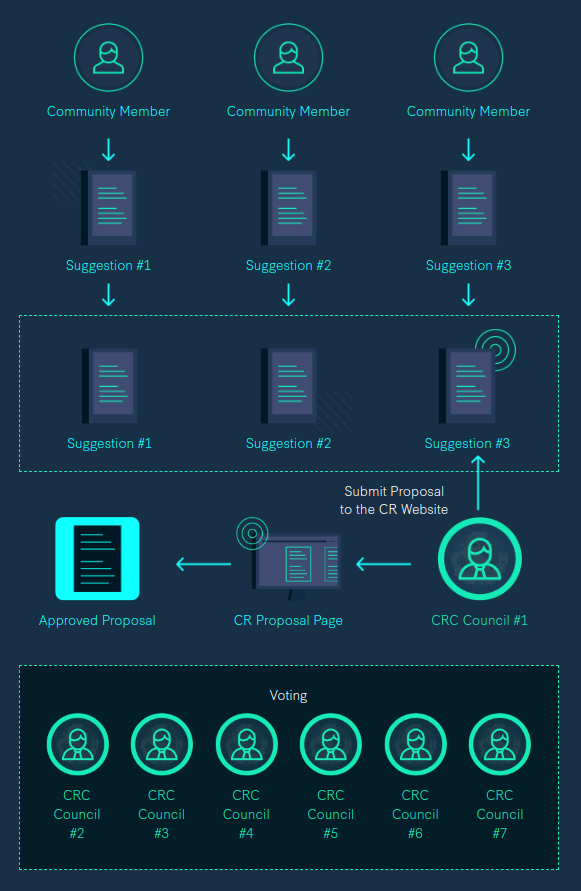 Community Member
Community Member
Community Member
Suggestion #1
Suggestion #2
Suggestion #3
Suggestion #1
Suggestion #2
Suggestion #3
Submit Proposal
to the CR Website
Approved Proposal
CR Proposal Page
CRC Council #1
Voting
CRC
Council
#2
CRC
Council
#3
CRC
Council
#4
CRC
Council
#5
CRC
Council
#6
CRC
Council
#7